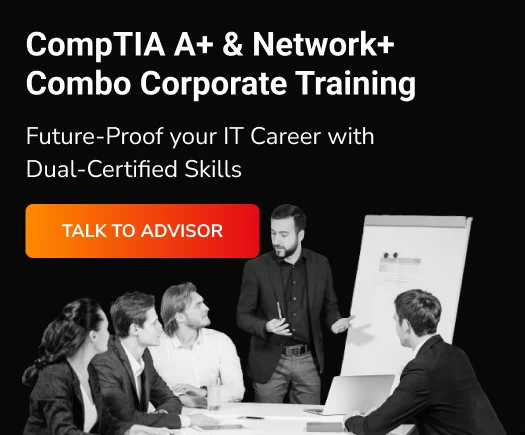 CompTIA A+ & Network+
Combo Corporate Training
Future-Proof your IT Career with
Dual-Certified Skills
TALK TO ADVISOR